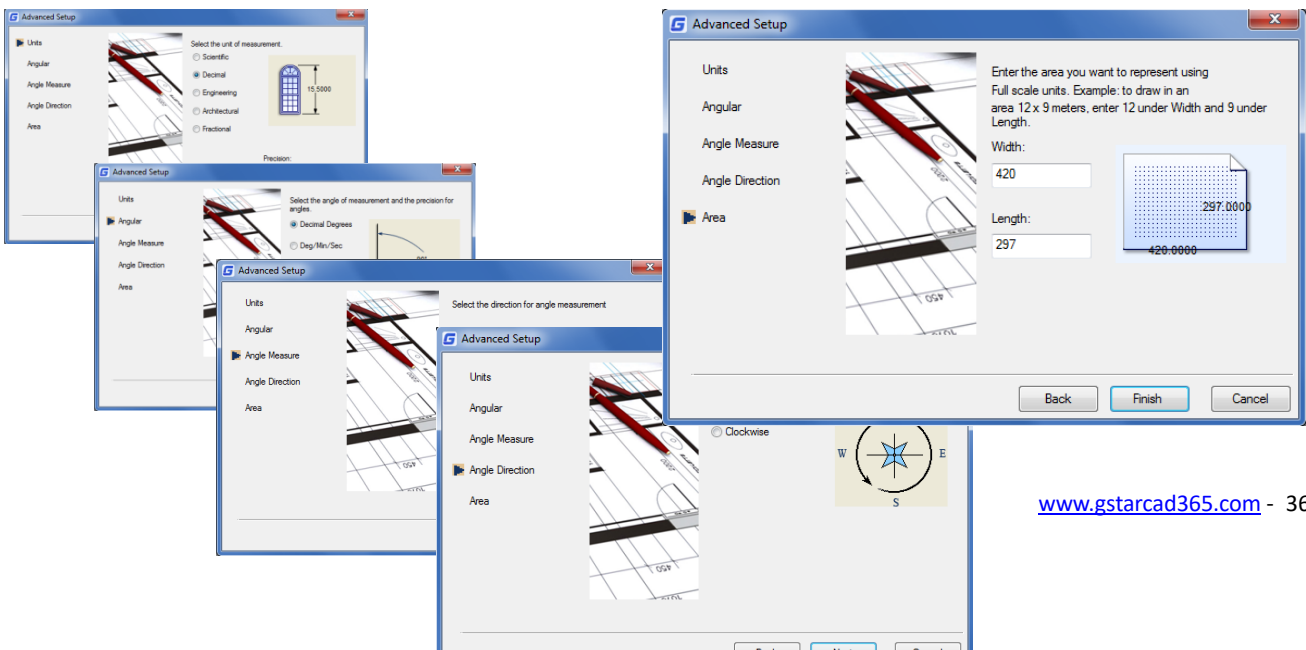 Advanced Setup
Units
Angular
Angle Measure
Angle Direction
Area
Select the unit of measurement.
Scientific
Decimal
Engineering
Architectural
Fractional
15.5000
Precision:
Advanced Setup
Units
Angular
Angle Measure
Angle Direction
Area
Select the angle of measurement and the precision for
angles.
Decimal Degrees
Deg/Min/Sec
Advanced Setup
Units
Angular
Angle Measure
Angle Direction
Area
Select the direction for angle measurement
450
Advanced Setup
Units
Angular
Angle Measure
Angle Direction
Area
Clockwise
W
E
S
450
Advanced Setup
Units
Angular
Angle Measure
Angle Direction
Area
Enter the area you want to represent using
Full scale units. Example: to draw in an
area 12 x 9 meters, enter 12 under Width and 9 under
Length.
Width:
420
Length:
297
297.0000
420.0000
450
Back
Finish
Cancel
www.gstarcad365.com - 36